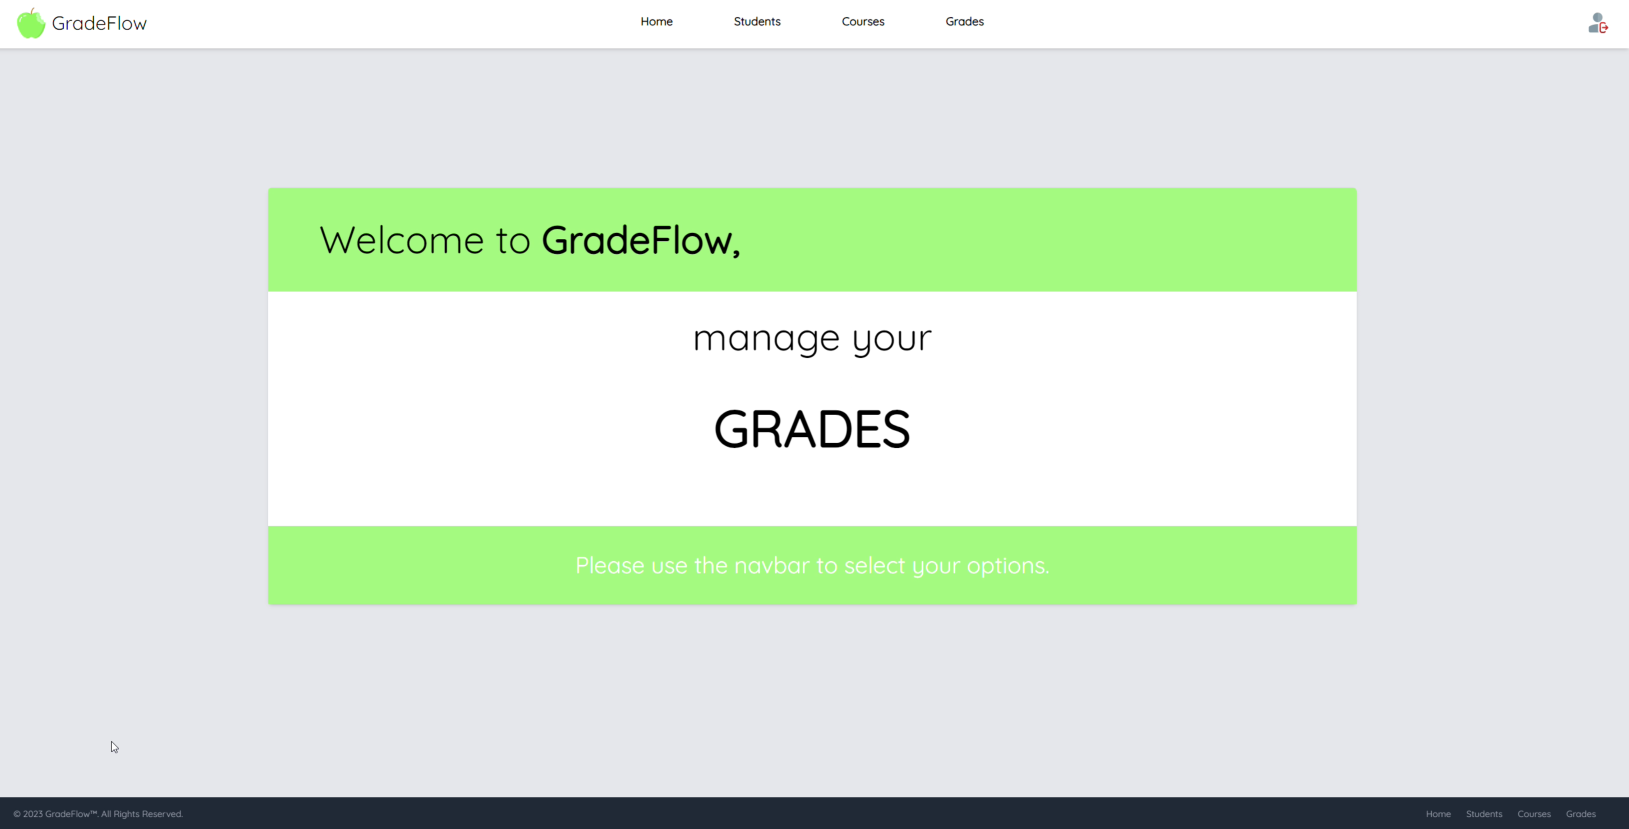 GradeFlow
Home Students Courses Grades
Welcome to GradeFlow,
manage your
GRADES
Please use the navbar to select your options.
© 2023 GradeFlow™. All Rights Reserved.
Home Students Courses Grades